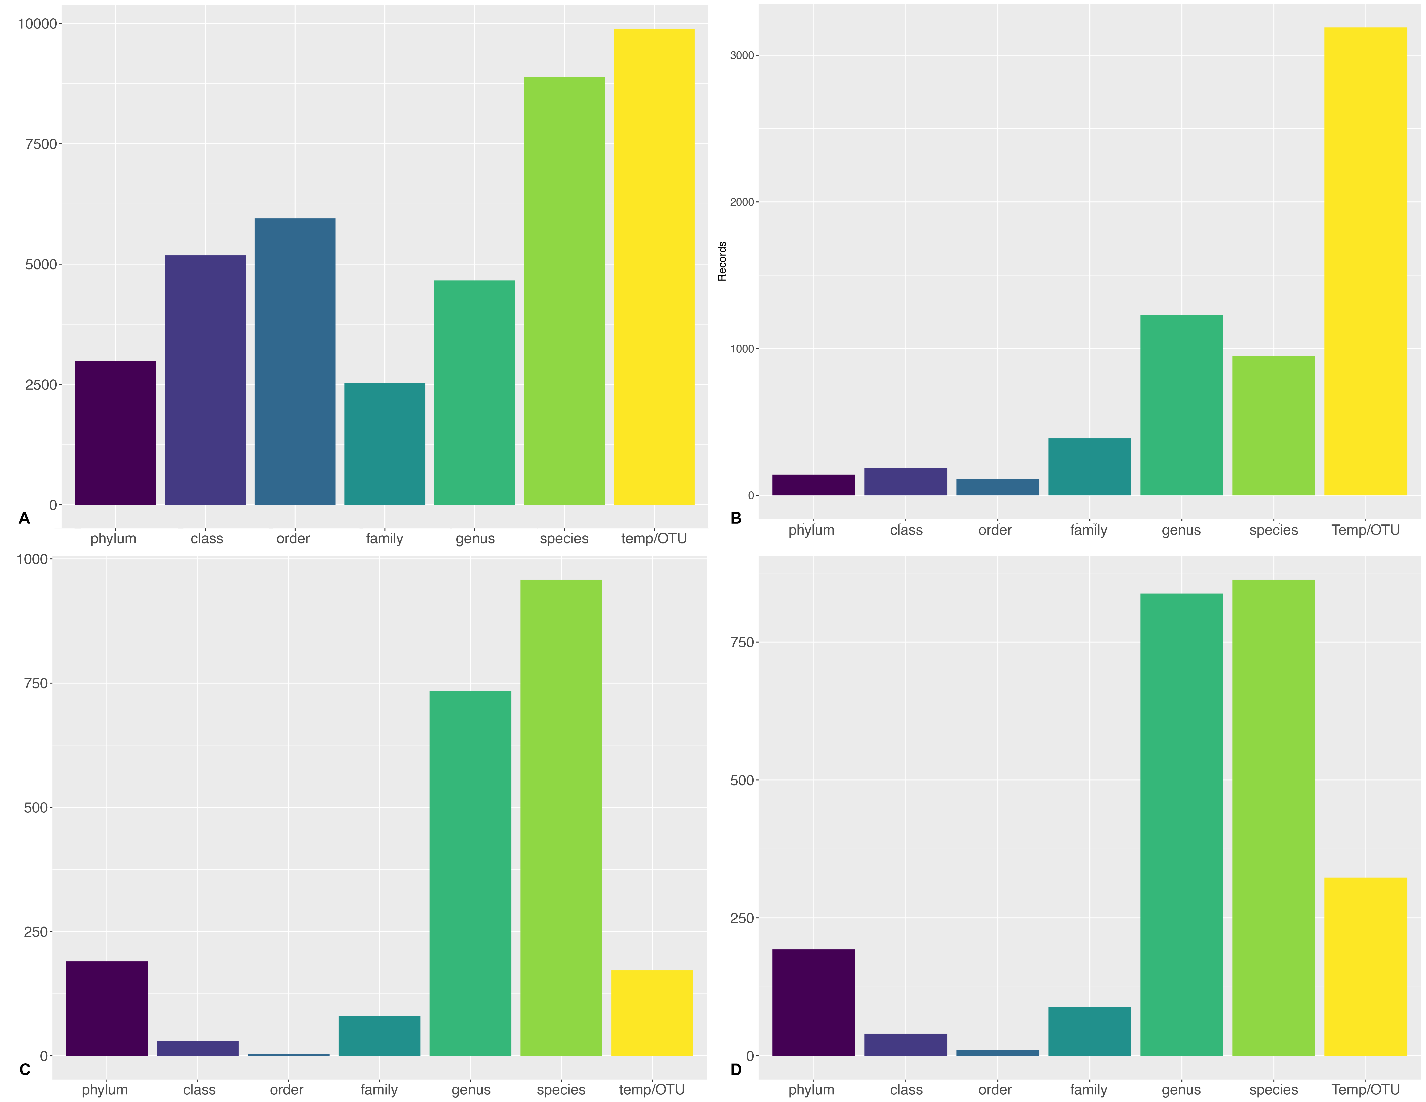 10000
7500
5000
2500
0
A
phylum class order family genus species temp/OTU
3000
2000
1000
0
Records
B
phylum class order family genus species Temp/OTU
1000
750
500
250
0
C
phylum class order family genus species temp/OTU
750
500
250
0
D
phylum class order family genus species Temp/OTU